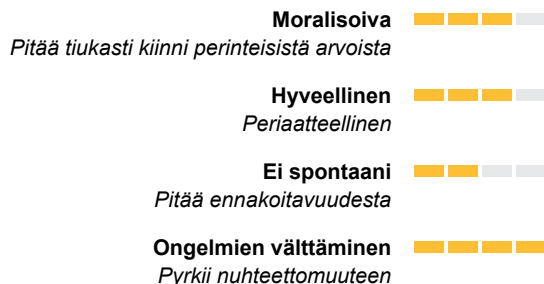 Moralisoiva
Pitää tiukasti kiinni perinteisistä arvoista
Hyveellinen
Periaatteellinen
Ei spontaani
Pitää ennakoitavuudesta
Ongelmien välttäminen
Pyrkii nuhteettomuuteen